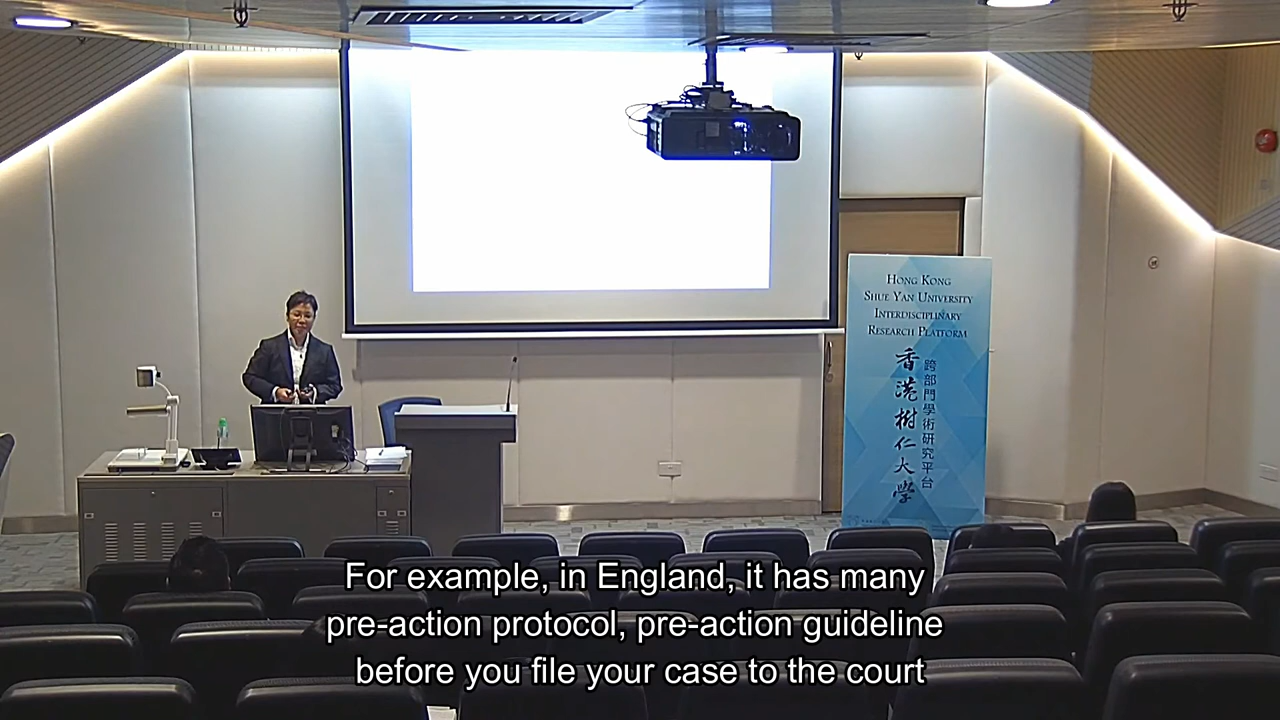 HONG KONG
SHUE YAN UNIVERSITY
INTERDISCIPLINARY
RESEARCH PLATFORM
香港樹仁大學
跨部門學術研究平台
For example, in England, it has many
pre-action protocol, pre-action guideline
before you file your case to the court